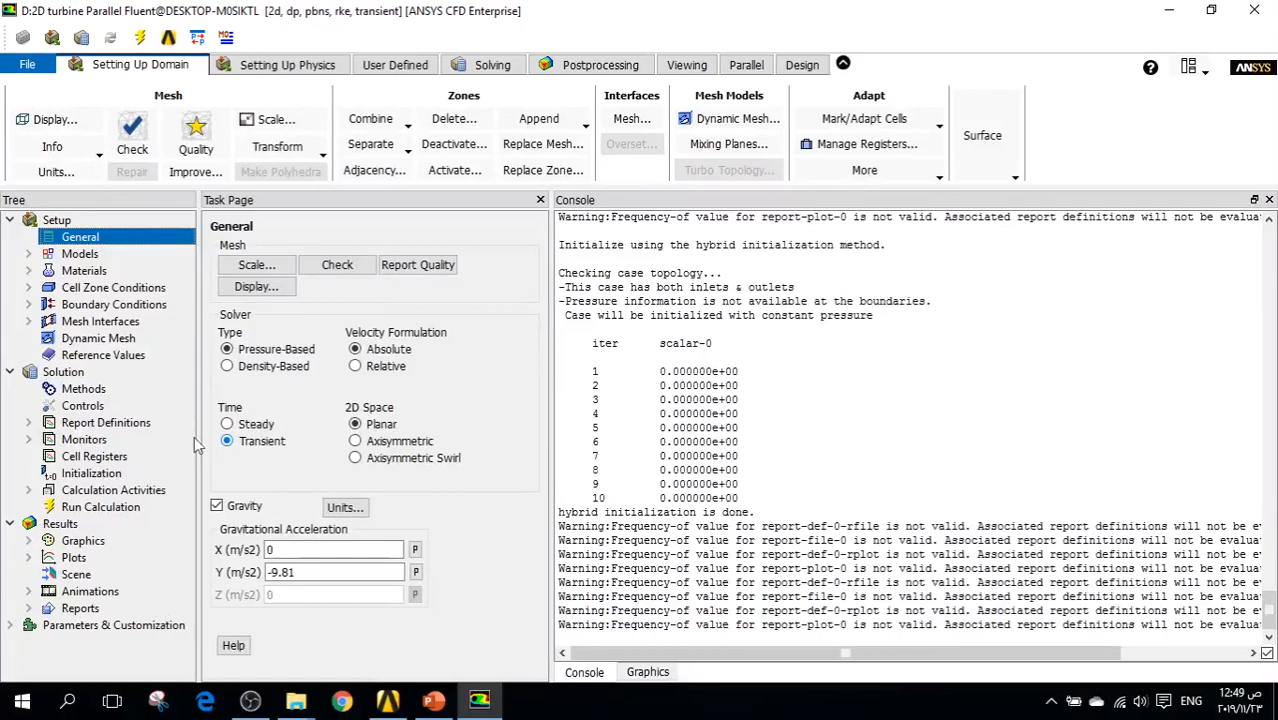 D:2D turbine Parallel Fluent@DESKTOP-M0SIKTL [2d, dp, pbns, rke, transient] [ANSYS CFD Enterprise]
File Setting Up Domain Setting Up Physics User Defined Solving Postprocessing Viewing Parallel Design ANSYS
Mesh Zones Interfaces Mesh Models Adapt
Display... Scale... Combine Delete... Append Mesh... Dynamic Mesh... Mark/Adapt Cells
Surface
Info Check Quality Transform Separate Deactivate... Replace Mesh... Overset... Mixing Planes... Manage Registers...
Units... Repair Improve... Make Polyhedra Adjacency... Activate... Replace Zone... Turbo Topology... More
Tree
Setup
General
Models
Materials
Cell Zone Conditions
Boundary Conditions
Mesh Interfaces
Dynamic Mesh
Reference Values
Solution
Methods
Controls
Report Definitions
Monitors
Cell Registers
Initialization
Calculation Activities
Run Calculation
Results
Graphics
Plots
Scene
Animations
Reports
Parameters & Customization
Task Page
General
Mesh
Scale... Check Report Quality
Display...
Solver
Type Velocity Formulation
Pressure-Based Absolute
Density-Based Relative
Time 2D Space
Steady Planar
Transient Axisymmetric
Axisymmetric Swirl
Gravity Units...
Gravitational Acceleration
X (m/s2) 0 P
Y (m/s2) -9.81 P
Z (m/s2) 0 P
Help
Console
Warning:Frequency-of value for report-plot-0 is not valid. Associated report definitions will not be evalua
Initialize using the hybrid initialization method.
Checking case topology...
-This case has both inlets & outlets
-Pressure information is not available at the boundaries.
Case will be initialized with constant pressure
iter scalar-0
1 0.000000e+00
2 0.000000e+00
3 0.000000e+00
4 0.000000e+00
5 0.000000e+00
6 0.000000e+00
7 0.000000e+00
8 0.000000e+00
9 0.000000e+00
10 0.000000e+00
hybrid initialization is done.
Warning:Frequency-of value for report-def-0-rfile is not valid. Associated report definitions will not be ev
Warning:Frequency-of value for report-file-0 is not valid. Associated report definitions will not be evalua
Warning:Frequency-of value for report-def-0-rplot is not valid. Associated report definitions will not be ev
Warning:Frequency-of value for report-plot-0 is not valid. Associated report definitions will not be evalua
Warning:Frequency-of value for report-def-0-rfile is not valid. Associated report definitions will not be ev
Warning:Frequency-of value for report-file-0 is not valid. Associated report definitions will not be evalua
Warning:Frequency-of value for report-def-0-rplot is not valid. Associated report definitions will not be ev
Warning:Frequency-of value for report-plot-0 is not valid. Associated report definitions will not be evalua
Console Graphics
ENG
12:49 ص
٢٠١٩/١١/٢٣